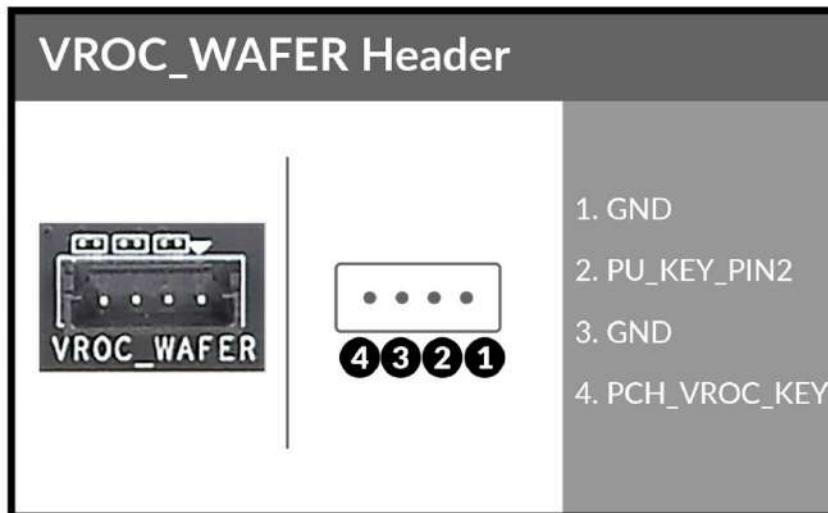 VROC_WAFER Header
VROC_WAFER
4 3 2 1
1. GND
2. PU_KEY_PIN2
3. GND
4. PCH_VROC_KEY